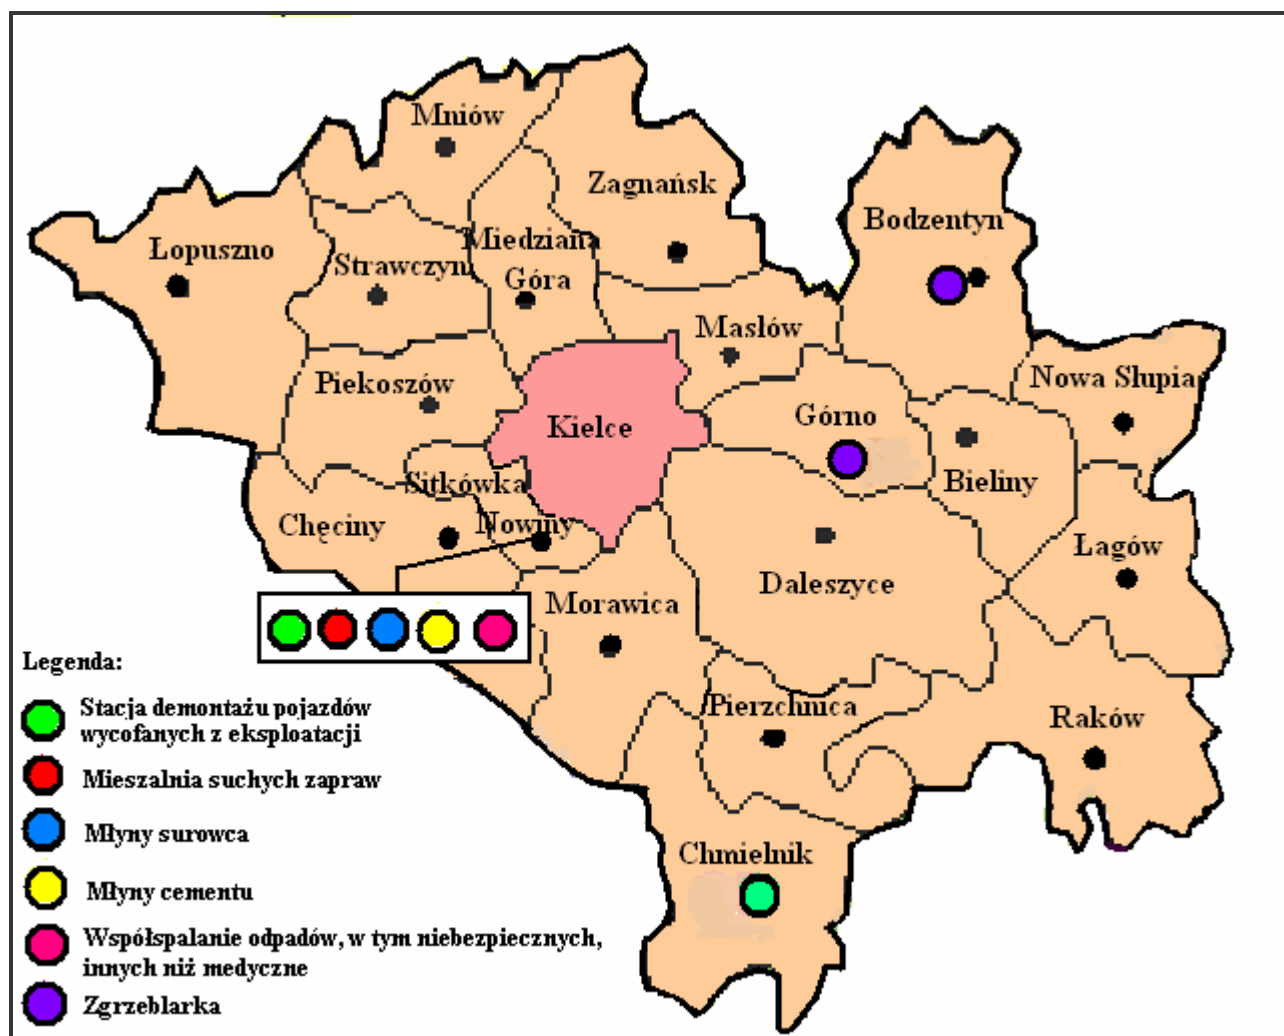 Mniów
Zagnańsk
Bodzentyn
Łopuszno
Strawczyn
Miedziana
Góra
Masłów
Nowa Słupia
Piekoszów
Kielce
Górno
Sitkówka
Nowiny
Bieliny
Chęciny
Łagów
Daleszyce
Morawica
Pierzchnica
Raków
Chmielnik
Legenda:
Stacja demontażu pojazdów
wycofanych z eksploatacji
Mieszalnia suchych zapraw
Młyny surowca
Młyny cementu
Współspalanie odpadów, w tym niebezpiecznych,
innych niż medyczne
Zgrzeblarka